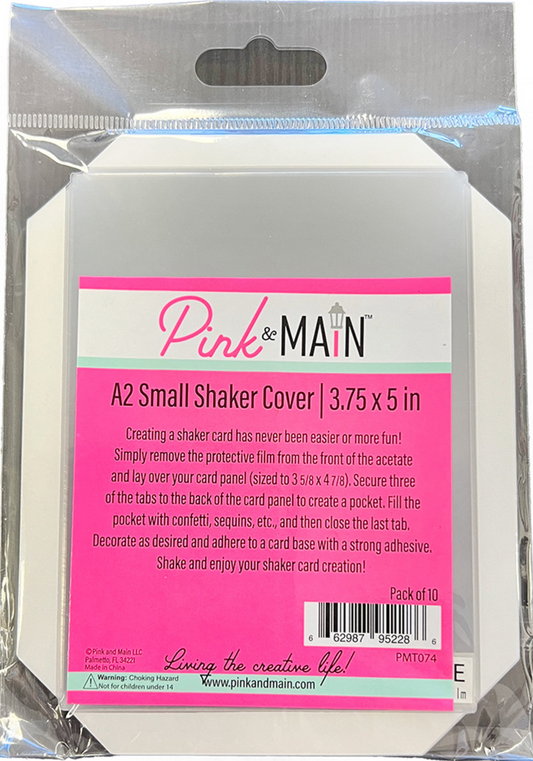 Pink & MAIN™
A2 Small Shaker Cover | 3.75 x 5 in
Creating a shaker card has never been easier or more fun!
Simply remove the protective film from the front of the acetate
and lay over your card panel (sized to 3 5/8 x 4 7/8). Secure three
of the tabs to the back of the card panel to create a pocket. Fill the
pocket with confetti, sequins, etc., and then close the last tab.
Decorate as desired and adhere to a card base with a strong adhesive.
Shake and enjoy your shaker card creation!
Pack of 10
6 62987 95228 6
PMT074
© Pink and Main LLC
Palmetto, FL 34221
Made in China
Living the creative life!
Warning: Choking Hazard
Not for children under 14
www.pinkandmain.com
E
lm